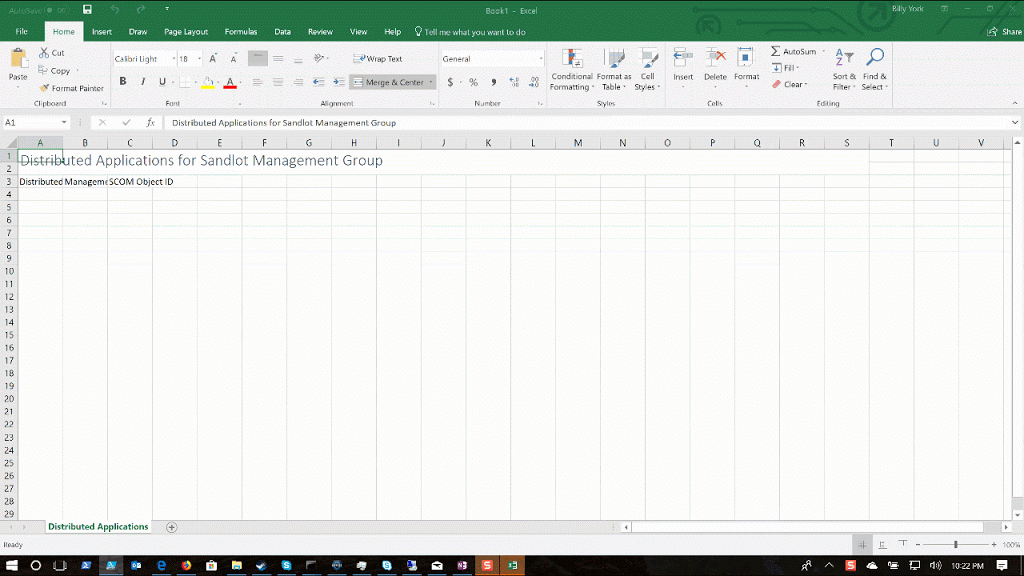 AutoSave
Book1 - Excel
Billy York
File Home Insert Draw Page Layout Formulas Data Review View Help Tell me what you want to do Share
Paste
Cut
Copy
Format Painter
Clipboard
Calibri Light 18 A A
B I U A
Font
Wrap Text
Merge & Center
Alignment
General
$ % ,
Number
Conditional Formatting
Format as Table
Cell Styles
Styles
Insert Delete Format
Cells
AutoSum
Fill
Clear
Sort & Filter
Find & Select
Editing
A1 fx Distributed Applications for Sandlot Management Group
A B C D E F G H I J K L M N O P Q R S T U V
1 Distributed Applications for Sandlot Management Group
2
3 Distributed Manageme SCOM Object ID
4
5
6
7
8
9
10
11
12
13
14
15
16
17
18
19
20
21
22
23
24
25
26
27
28
29
Distributed Applications
Ready
100%
10:22 PM